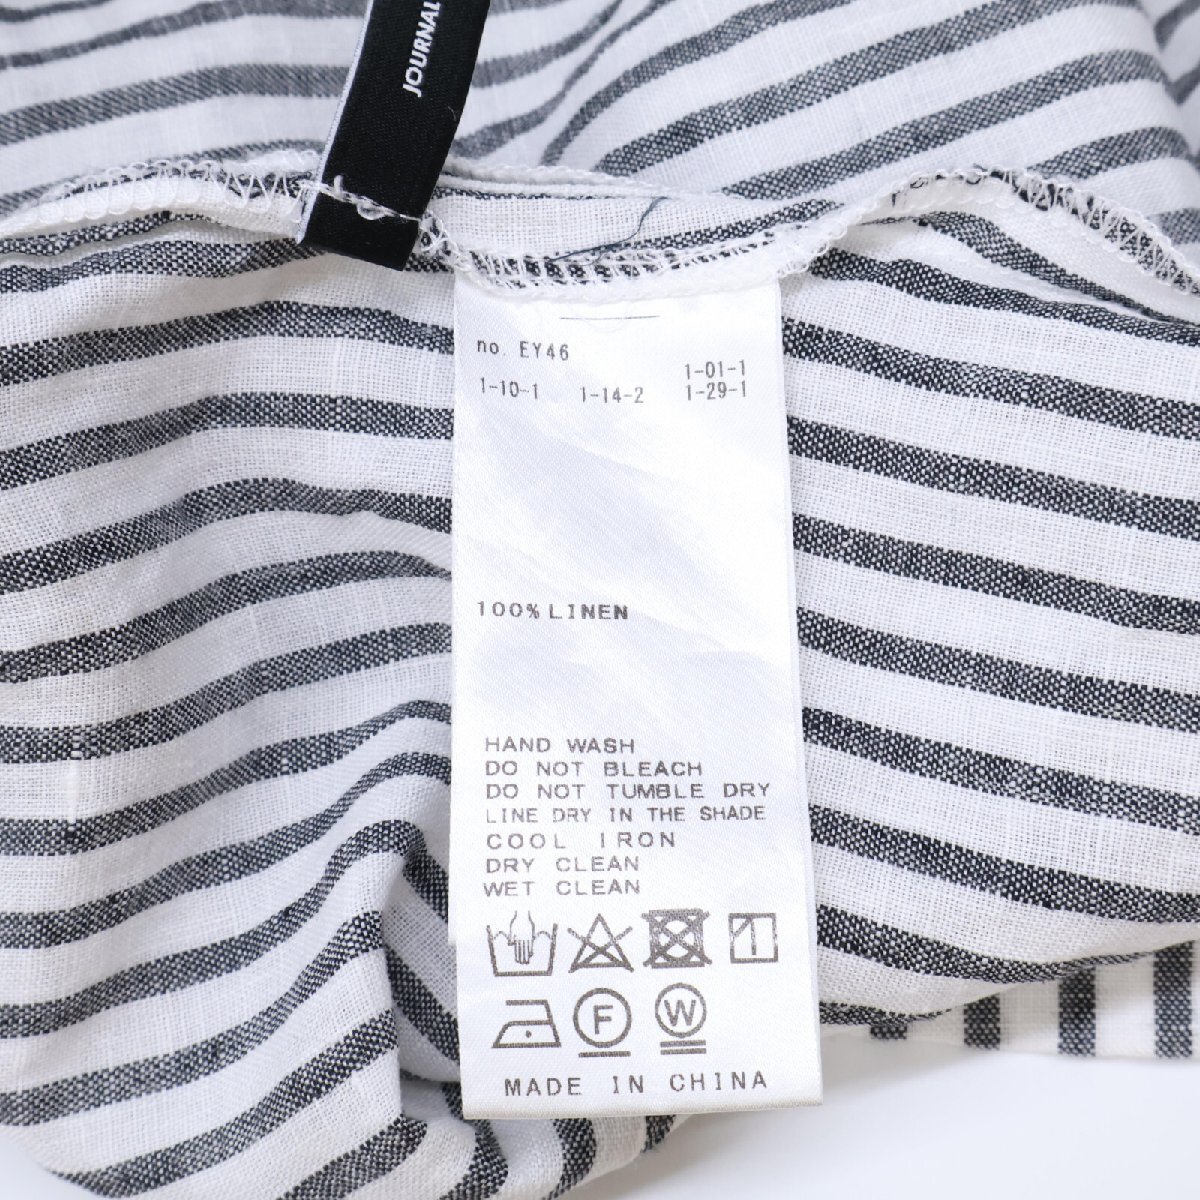 JOURNAL
no. EY46
1-01-1
1-10-1 1-14-2 1-29-1
100% LINEN
HAND WASH
DO NOT BLEACH
DO NOT TUMBLE DRY
LINE DRY IN THE SHADE
COOL IRON
DRY CLEAN
WET CLEAN
F W
MADE IN CHINA